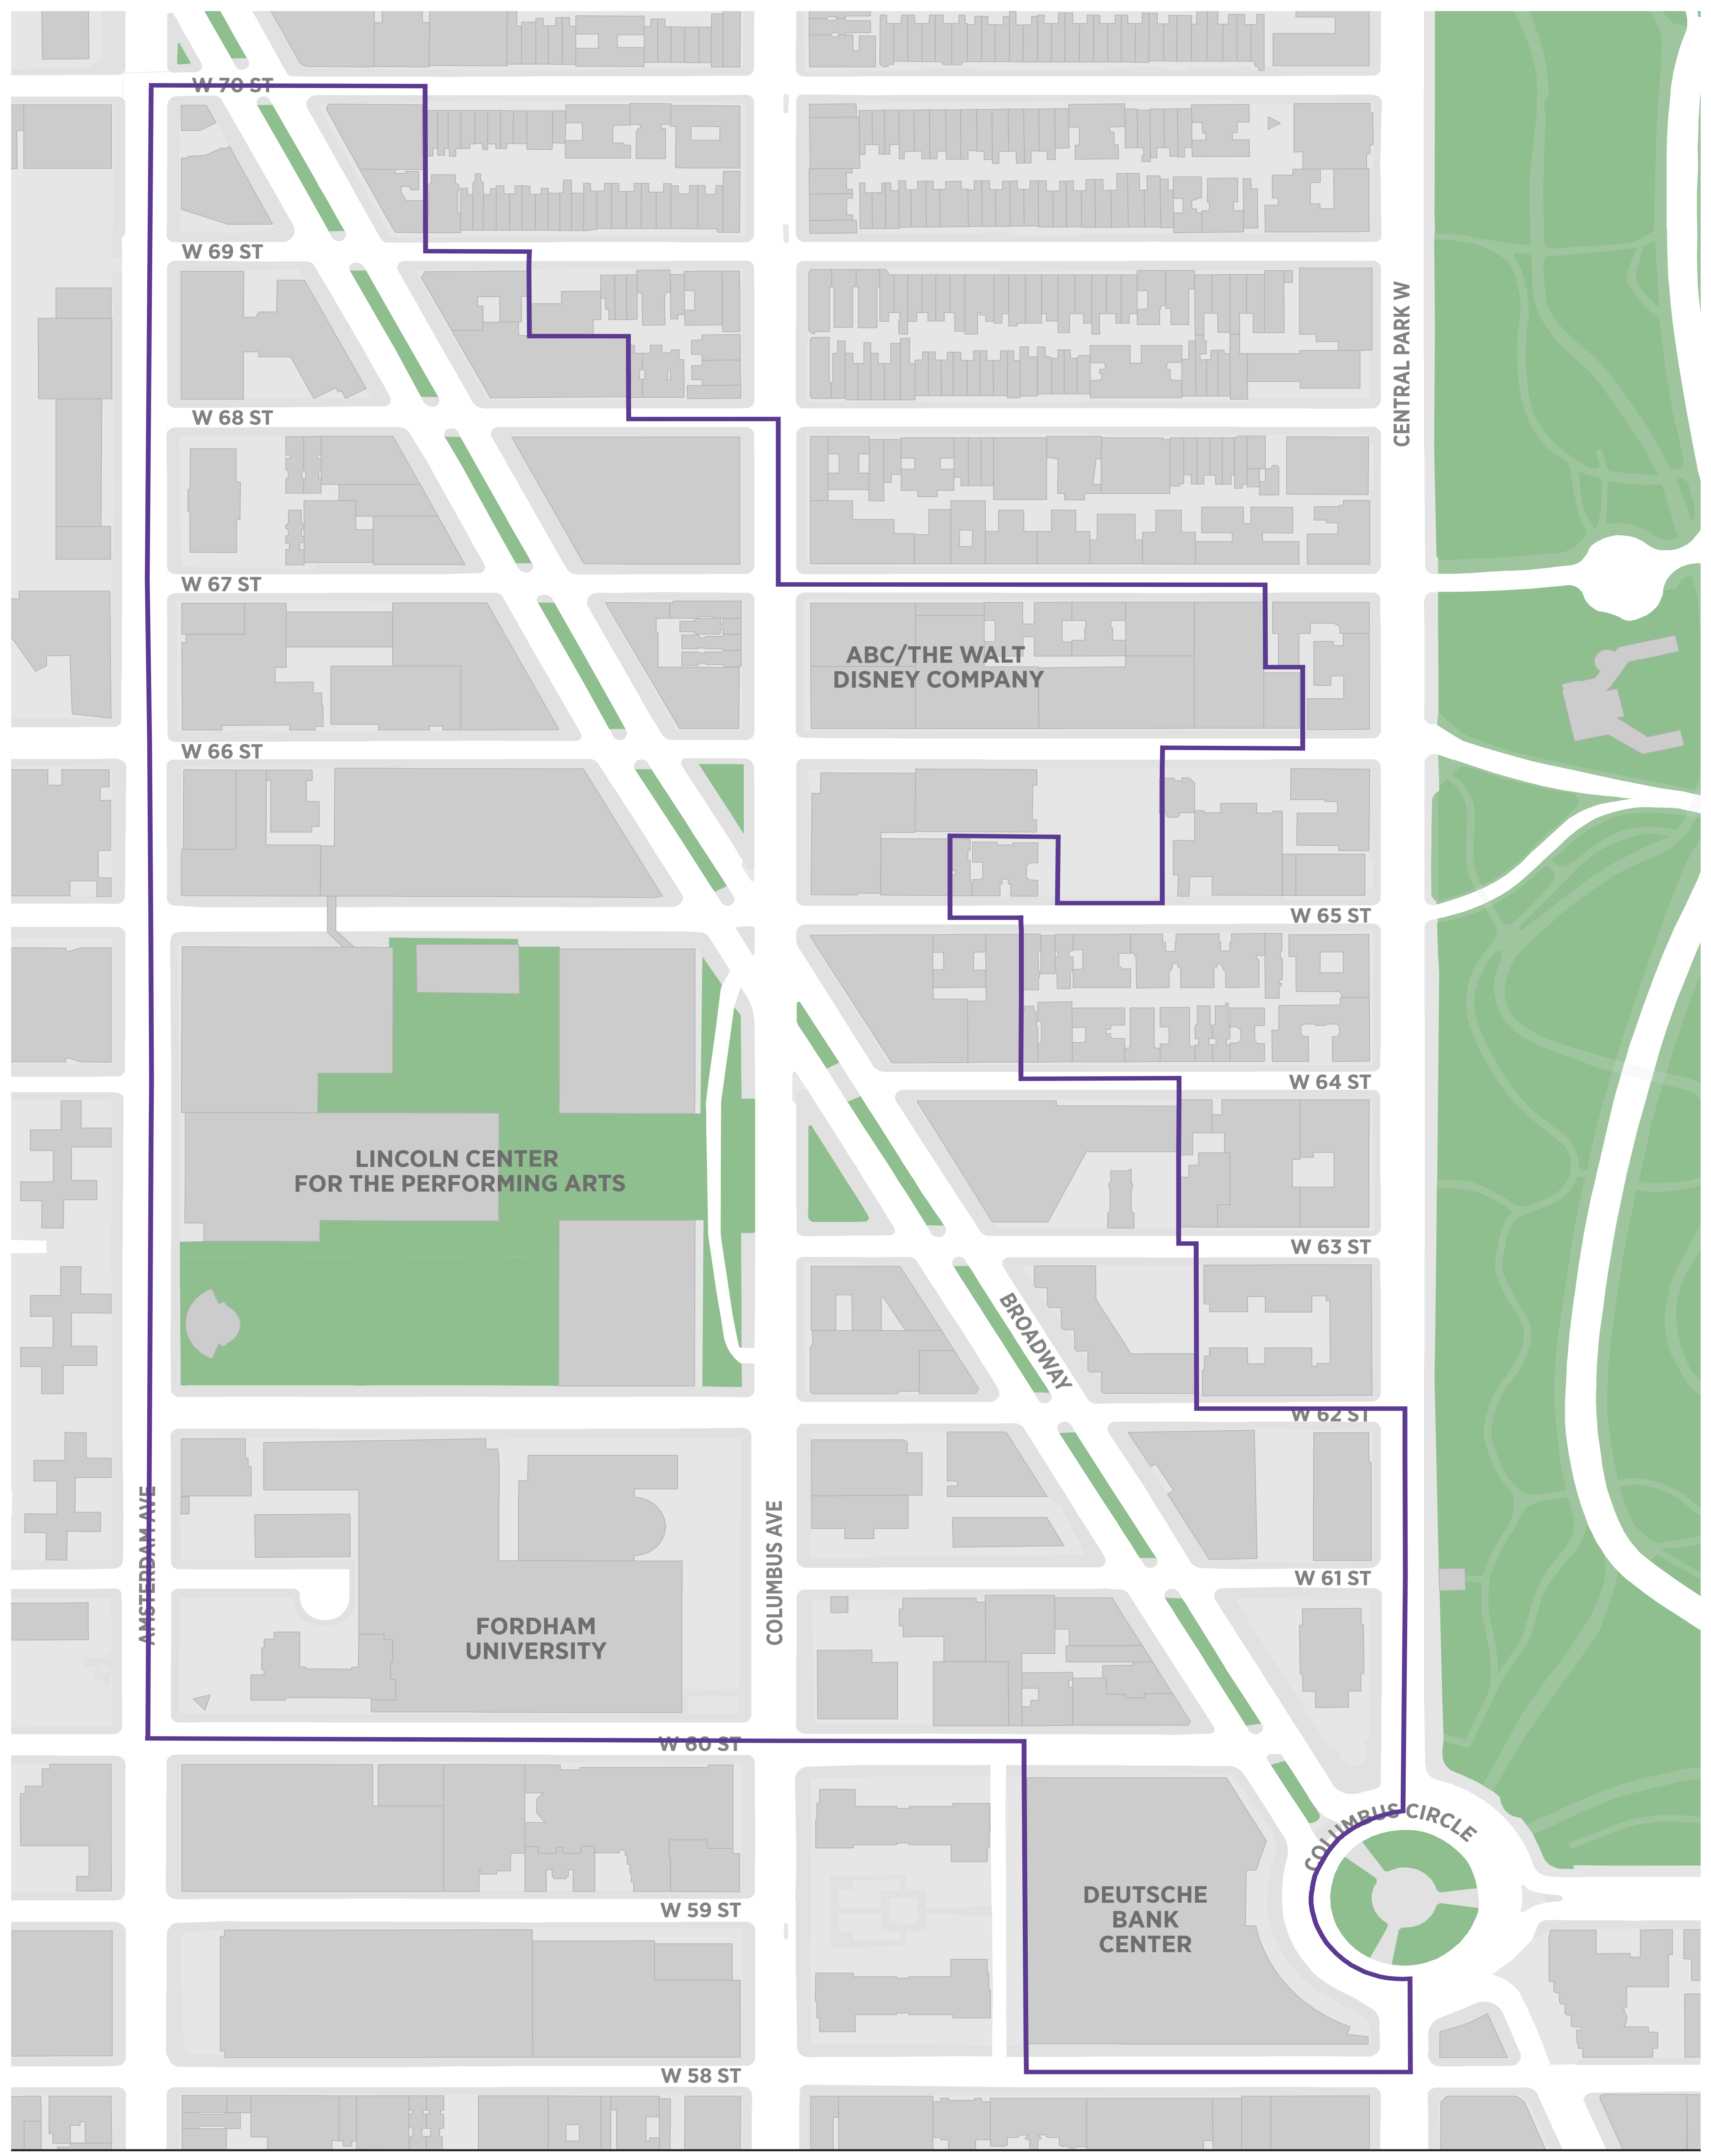 W 70 ST
W 69 ST
CENTRAL PARK W
W 68 ST
W 67 ST
ABC/THE WALT
DISNEY COMPANY
W 66 ST
W 65 ST
W 64 ST
LINCOLN CENTER
FOR THE PERFORMING ARTS
W 63 ST
BROADWAY
W 62 ST
AMSTERDAM AVE
COLUMBUS AVE
W 61 ST
FORDHAM
UNIVERSITY
W 60 ST
COLUMBUS CIRCLE
DEUTSCHE
BANK
CENTER
W 59 ST
W 58 ST